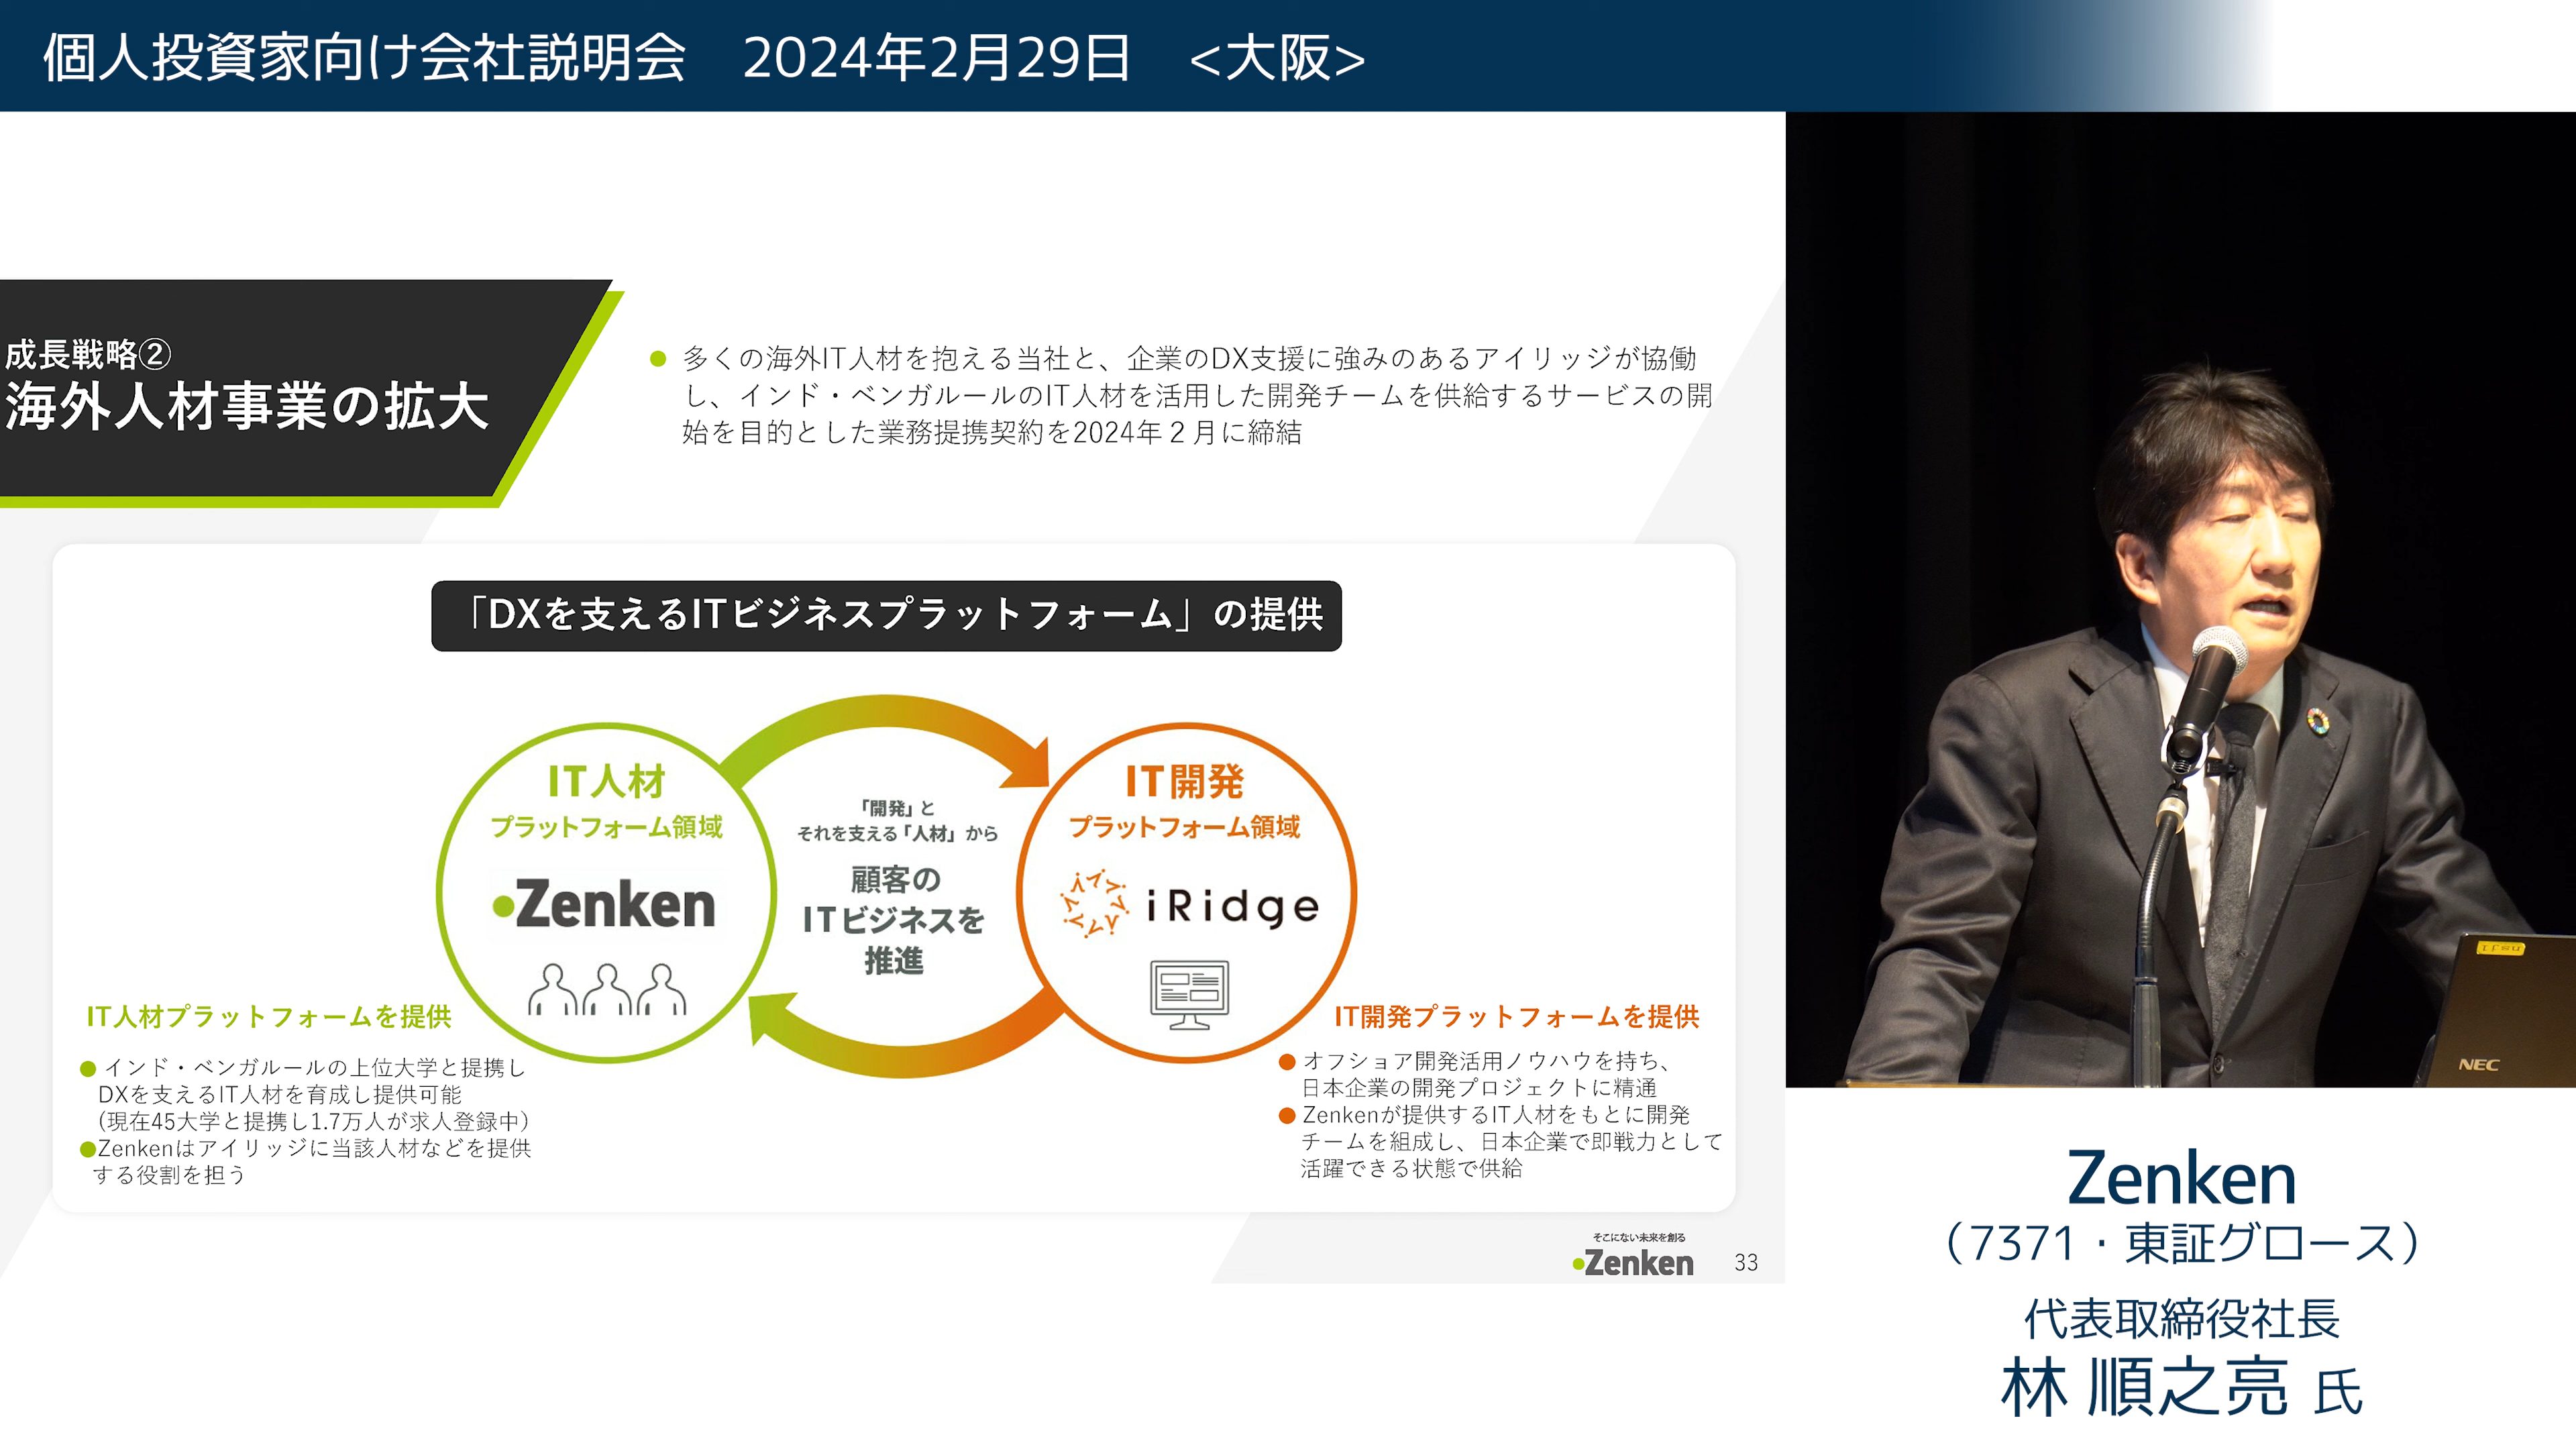 個人投資家向け会社説明会　2024年2月29日　<大阪>
成長戦略②
海外人材事業の拡大
● 多くの海外IT人材を抱える当社と、企業のDX支援に強みのあるアイリッジが協働
し、インド・ベンガルールのIT人材を活用した開発チームを供給するサービスの開
始を目的とした業務提携契約を2024年２月に締結
「DXを支えるITビジネスプラットフォーム」の提供
IT人材
プラットフォーム領域
Zenken
「開発」と
それを支える「人材」から
顧客の
ITビジネスを
推進
IT開発
プラットフォーム領域
iRidge
IT人材プラットフォームを提供
● インド・ベンガルールの上位大学と提携し
DXを支えるIT人材を育成し提供可能
(現在45大学と提携し1.7万人が求人登録中)
●Zenkenはアイリッジに当該人材などを提供
する役割を担う
IT開発プラットフォームを提供
● オフショア開発活用ノウハウを持ち、
日本企業の開発プロジェクトに精通
● Zenkenが提供するIT人材をもとに開発
チームを組成し、日本企業で即戦力として
活躍できる状態で供給
そこにない未来を創る
Zenken
33
NEC
Zenken
（7371・東証グロース）
代表取締役社長
林 順之亮 氏